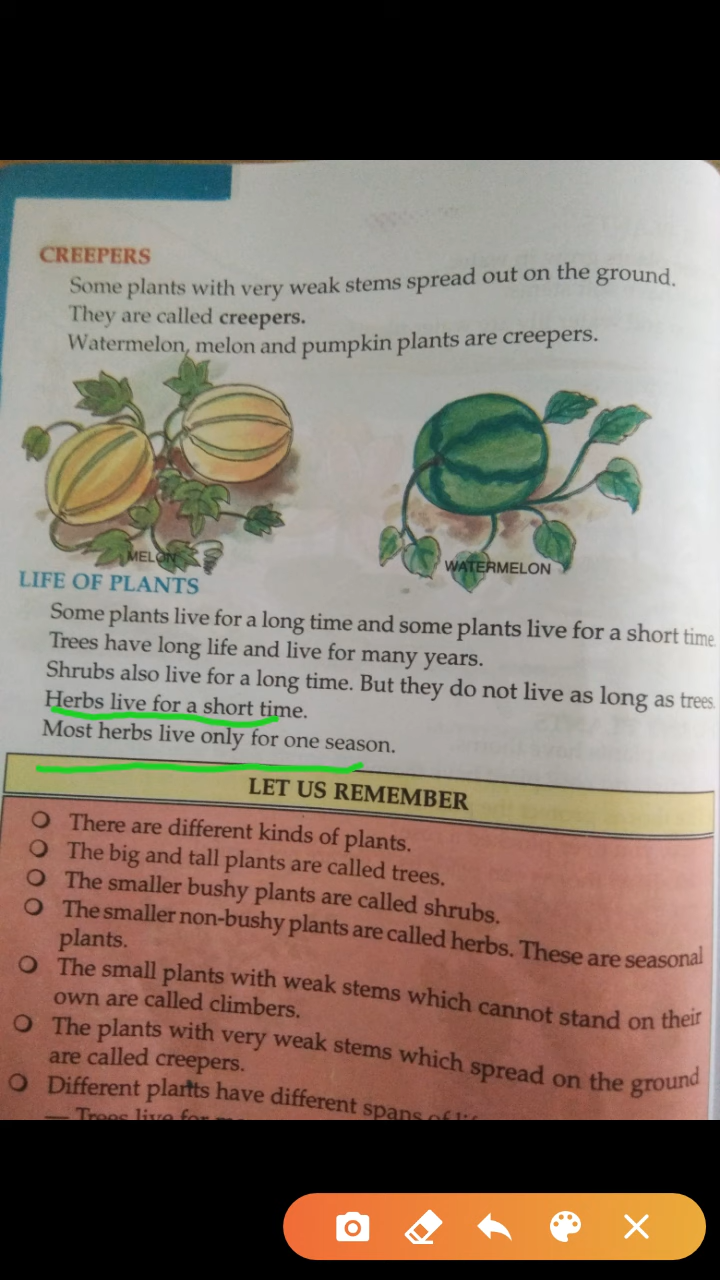 CREEPERS
Some plants with very weak stems spread out on the ground.
They are called creepers.
Watermelon, melon and pumpkin plants are creepers.
MELON
WATERMELON
LIFE OF PLANTS
Some plants live for a long time and some plants live for a short time.
Trees have long life and live for many years.
Shrubs also live for a long time. But they do not live as long as trees.
Herbs live for a short time.
Most herbs live only for one season.
LET US REMEMBER
There are different kinds of plants.
The big and tall plants are called trees.
The smaller bushy plants are called shrubs.
The smaller non-bushy plants are called herbs. These are seasonal
plants.
The small plants with weak stems which cannot stand on their
own are called climbers.
The plants with very weak stems which spread on the ground
are called creepers.
Different plants have different spans of
— Trees live for